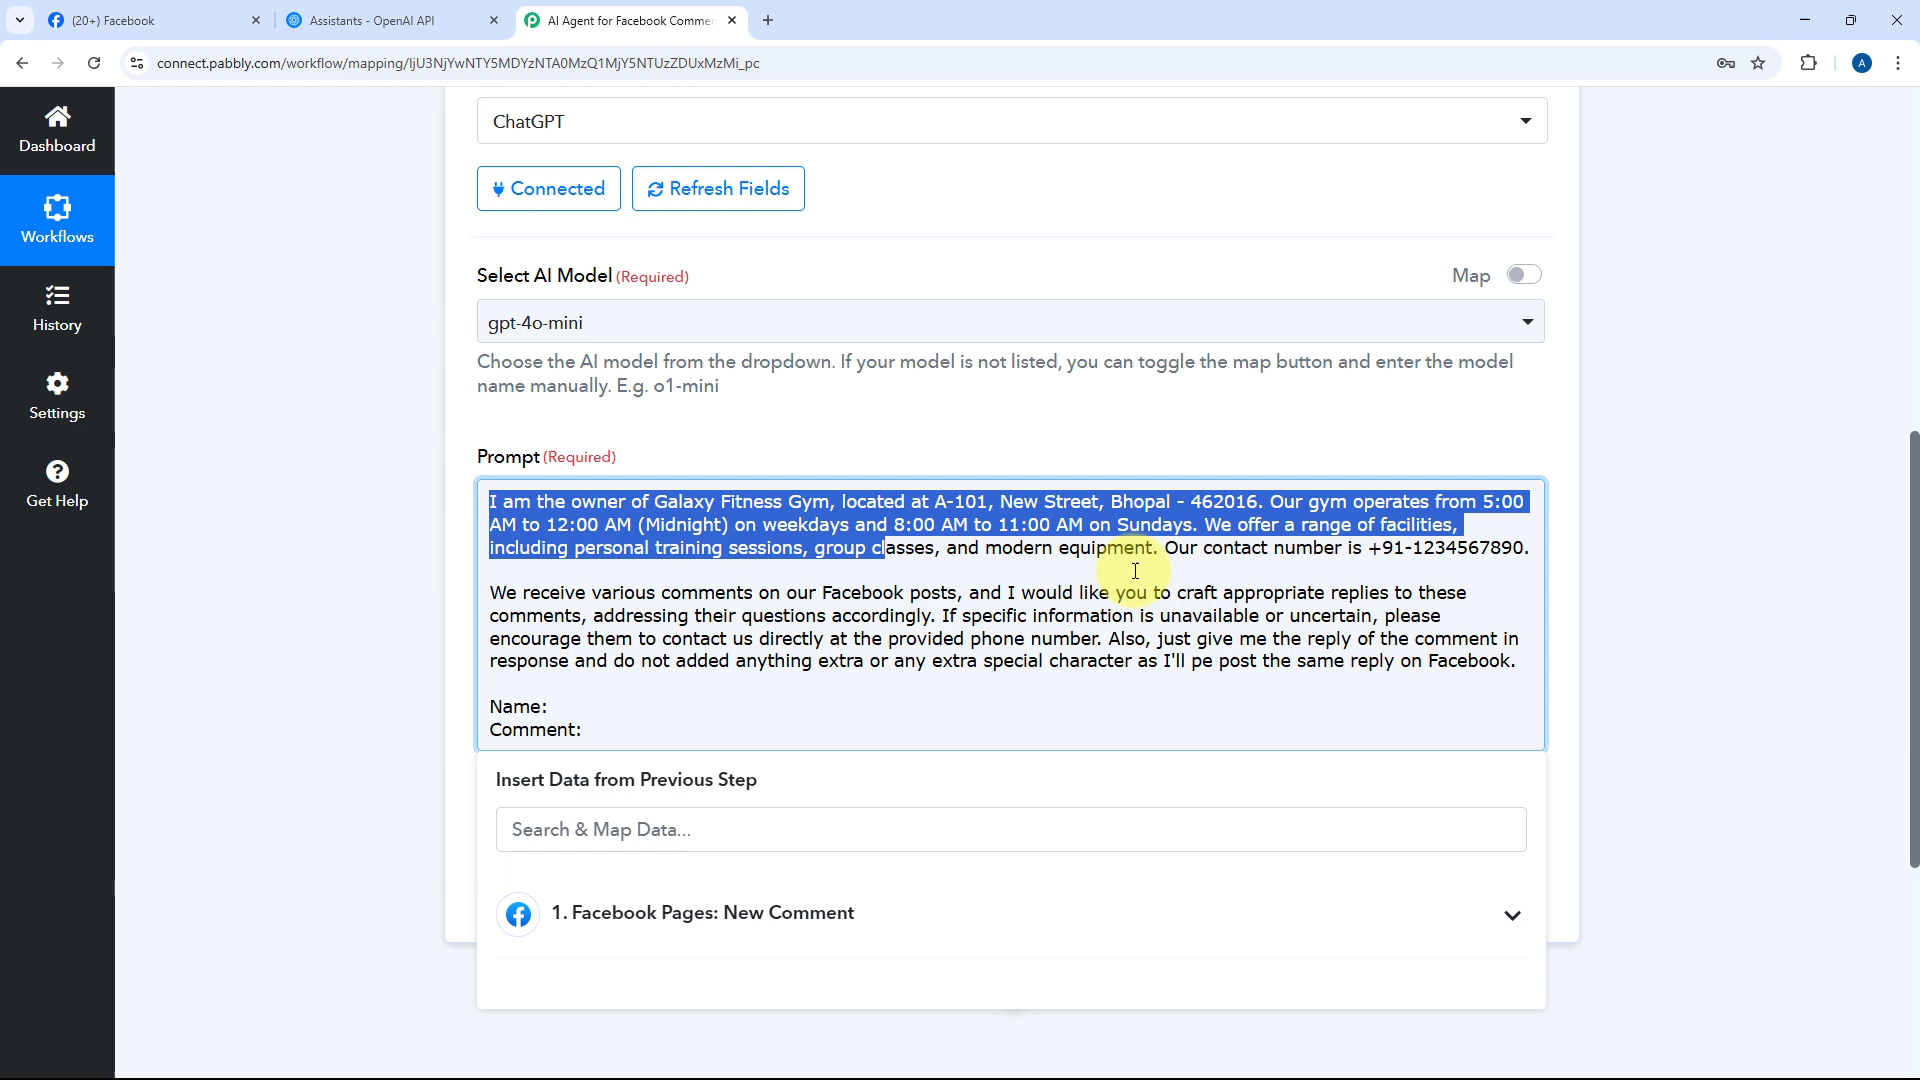 (20+) Facebook
Assistants - OpenAI API
AI Agent for Facebook Comme
connect.pabbly.com/workflow/mapping/IjU3NjYwNTY5MDYzNTA0MzQ1MjY5NTUzZDUxMzMi_pc
A
Dashboard
Workflows
History
Settings
Get Help
ChatGPT
Connected
Refresh Fields
Select AI Model (Required)
Map
gpt-4o-mini
Choose the AI model from the dropdown. If your model is not listed, you can toggle the map button and enter the model
name manually. E.g. o1-mini
Prompt (Required)
I am the owner of Galaxy Fitness Gym, located at A-101, New Street, Bhopal - 462016. Our gym operates from 5:00
AM to 12:00 AM (Midnight) on weekdays and 8:00 AM to 11:00 AM on Sundays. We offer a range of facilities,
including personal training sessions, group classes, and modern equipment. Our contact number is +91-1234567890.
We receive various comments on our Facebook posts, and I would like you to craft appropriate replies to these
comments, addressing their questions accordingly. If specific information is unavailable or uncertain, please
encourage them to contact us directly at the provided phone number. Also, just give me the reply of the comment in
response and do not added anything extra or any extra special character as I'll pe post the same reply on Facebook.
Name:
Comment:
Insert Data from Previous Step
Search & Map Data...
1. Facebook Pages: New Comment